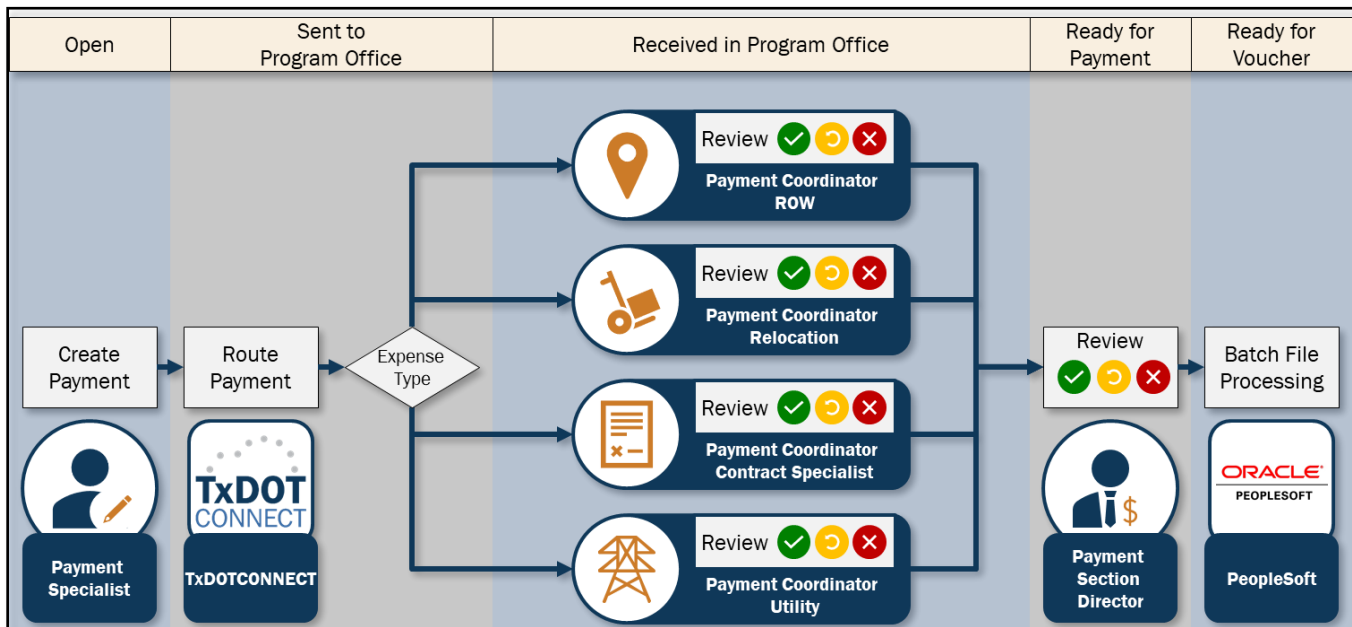 Open
Sent to
Program Office
Received in Program Office
Ready for
Payment
Ready for
Voucher
Review
Payment Coordinator
ROW
Review
Payment Coordinator
Relocation
Create
Payment
Route
Payment
Expense
Type
Review
Batch File
Processing
Review
Payment Coordinator
Contract Specialist
TxDOT
CONNECT
ORACLE®
PEOPLESOFT
$
Review
Payment Coordinator
Utility
Payment
Specialist
TxDOTCONNECT
Payment
Section
Director
PeopleSoft